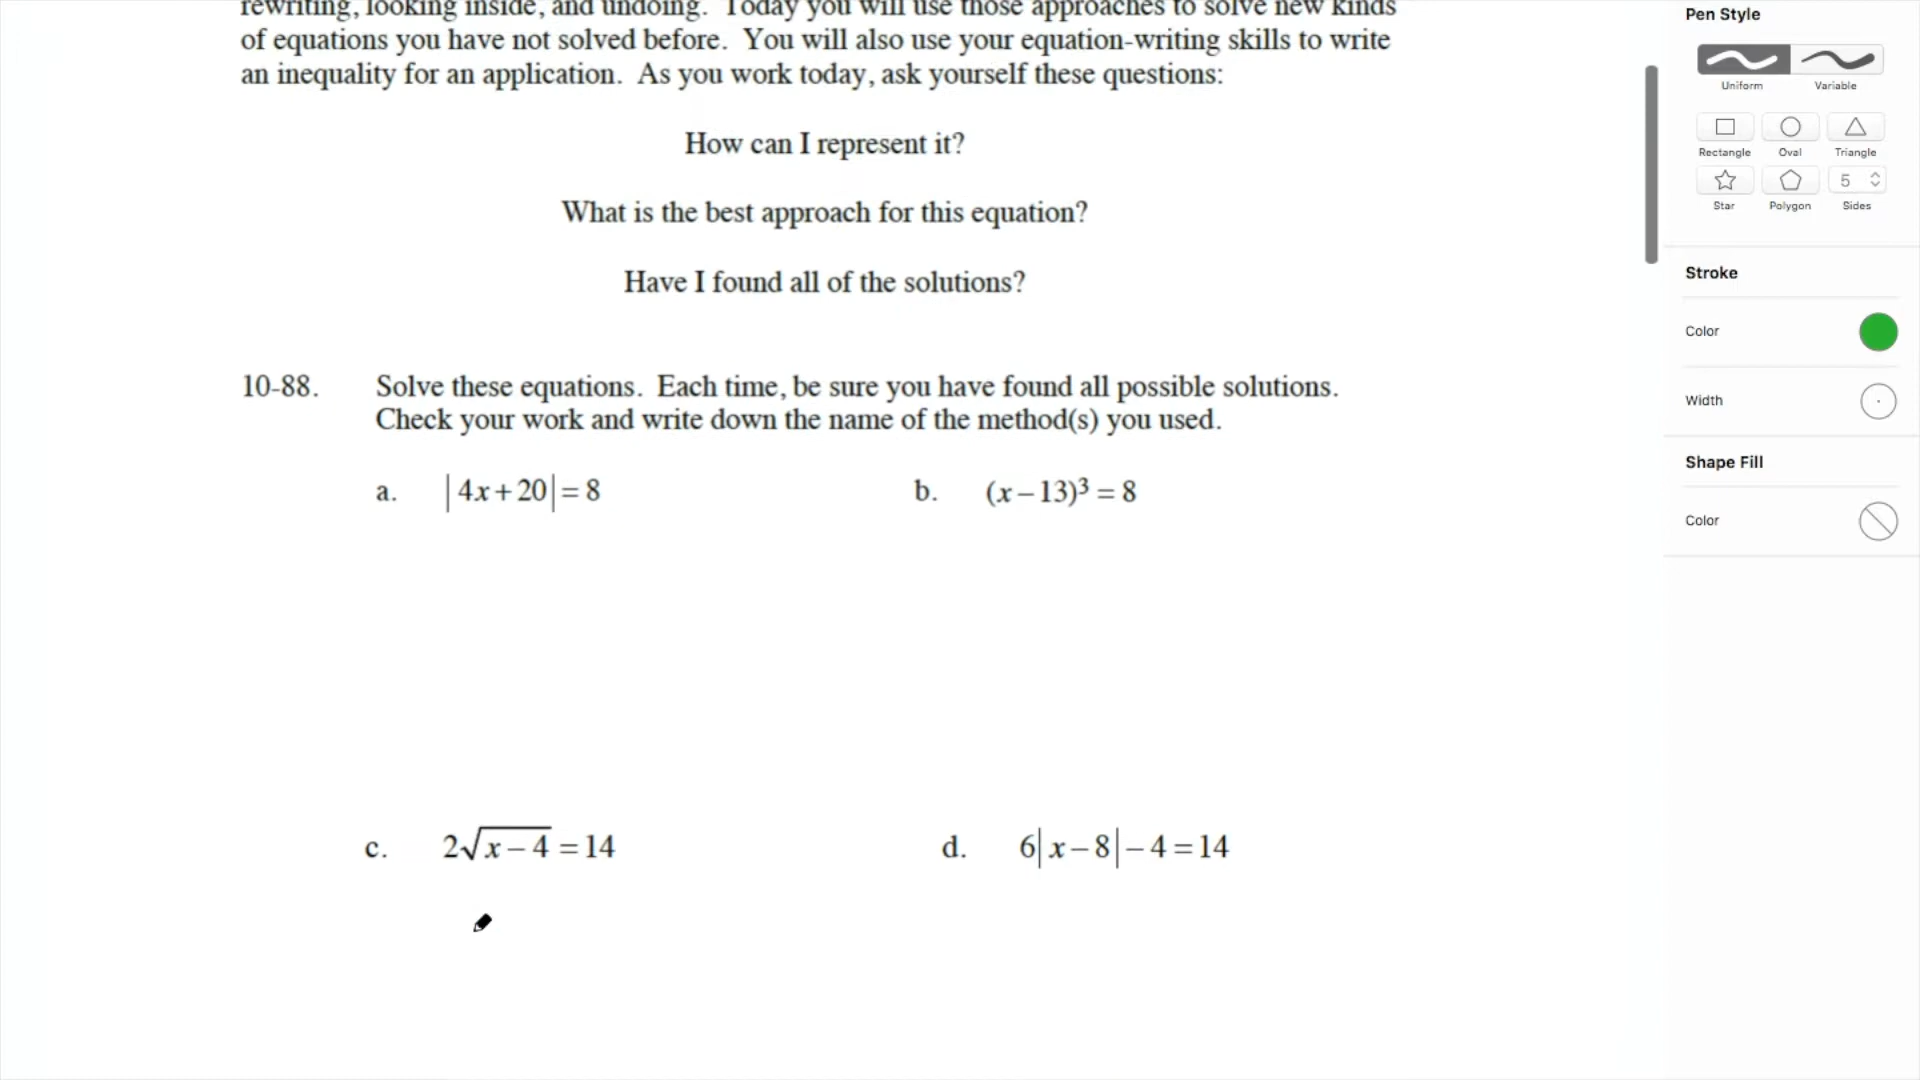 rewriting, looking inside, and undoing. Today you will use those approaches to solve new kinds
of equations you have not solved before. You will also use your equation-writing skills to write
an inequality for an application. As you work today, ask yourself these questions:
How can I represent it?
What is the best approach for this equation?
Have I found all of the solutions?
10-88. Solve these equations. Each time, be sure you have found all possible solutions.
Check your work and write down the name of the method(s) you used.
a. |4x+20|=8
b. (x−13)³=8
c. 2√(x−4)=14
d. 6|x−8|−4=14
Pen Style
Uniform Variable
Rectangle Oval Triangle
5
Star Polygon Sides
Stroke
Color
Width
Shape Fill
Color